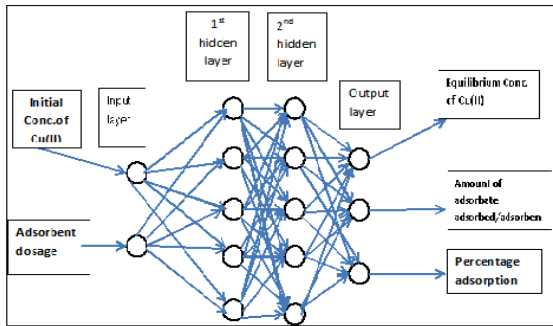 1st
hidden
layer
2nd
hidden
layer
Initial
Conc.of
Cu(II)
Input
layer
Output
layer
Equilibrium Conc.
of Cu(II)
Adsorbent
dosage
Amount of
adsorbate
adsorbed/adsorben
Percentage
adsorption